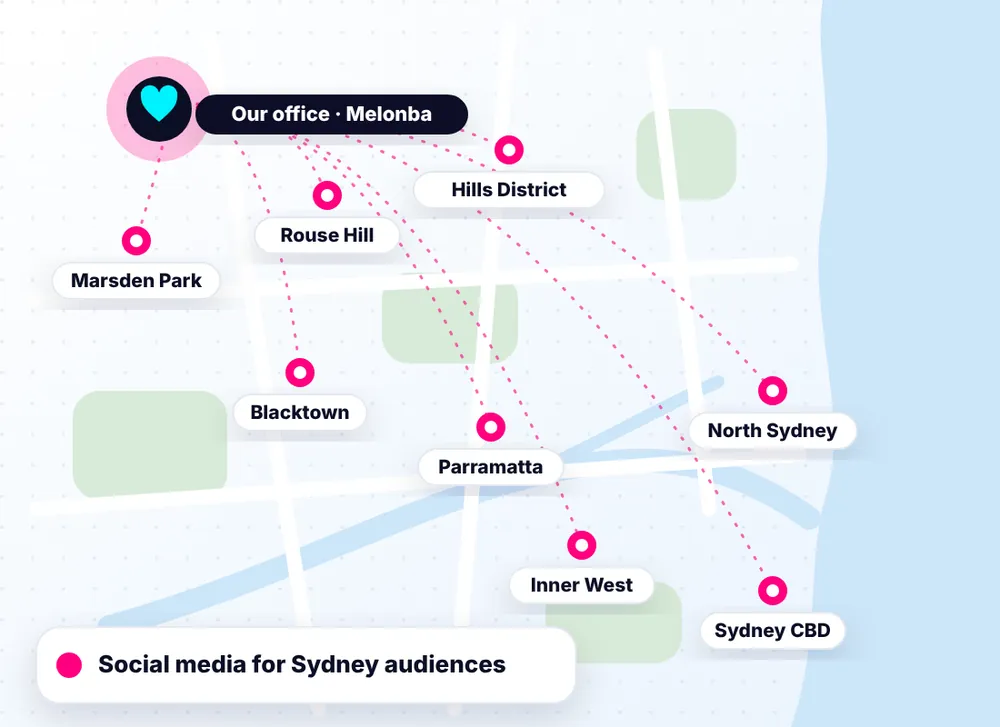 Our office · Melonba
Hills District
Rouse Hill
Marsden Park
Blacktown
North Sydney
Parramatta
Inner West
Sydney CBD
Social media for Sydney audiences